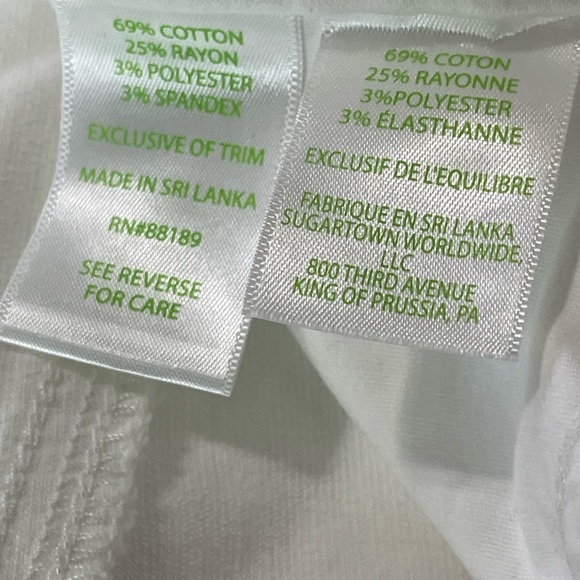 69% COTTON
25% RAYON
3% POLYESTER
3% SPANDEX
EXCLUSIVE OF TRIM
MADE IN SRI LANKA
RN#88189
SEE REVERSE
FOR CARE
69% COTON
25% RAYONNE
3%POLYESTER
3% ÉLASTHANNE
EXCLUSIF DE L'EQUILIBRE
FABRIQUE EN SRI LANKA
SUGARTOWN WORLDWIDE,
LLC
800 THIRD AVENUE
KING OF PRUSSIA, PA